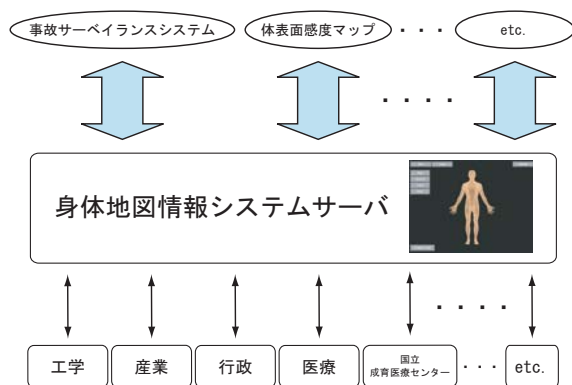 事故サーベイランスシステム
体表面感度マップ
・・・
etc.
・・・・
身体地図情報システムサーバ
・・・・
工学
産業
行政
医療
国立
成育医療センター
・・・
etc.